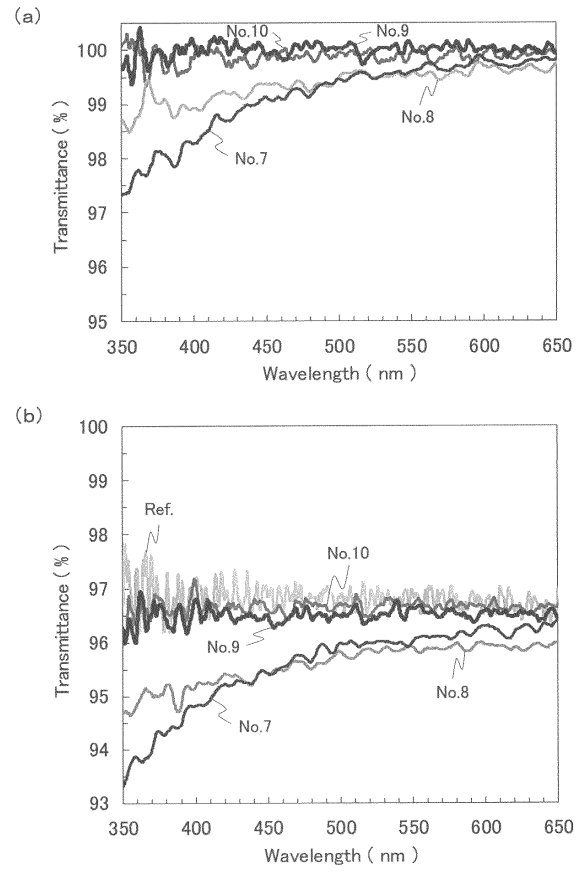 (a)
No.10
No.9
100
99
No.8
98
No.7
97
96
95
Transmittance ( % )
350 400 450 500 550 600 650
Wavelength ( nm )
(b)
100
99
98
Ref.
No.10
97
96
No.9
No.8
95
No.7
94
93
Transmittance ( % )
350 400 450 500 550 600 650
Wavelength ( nm )